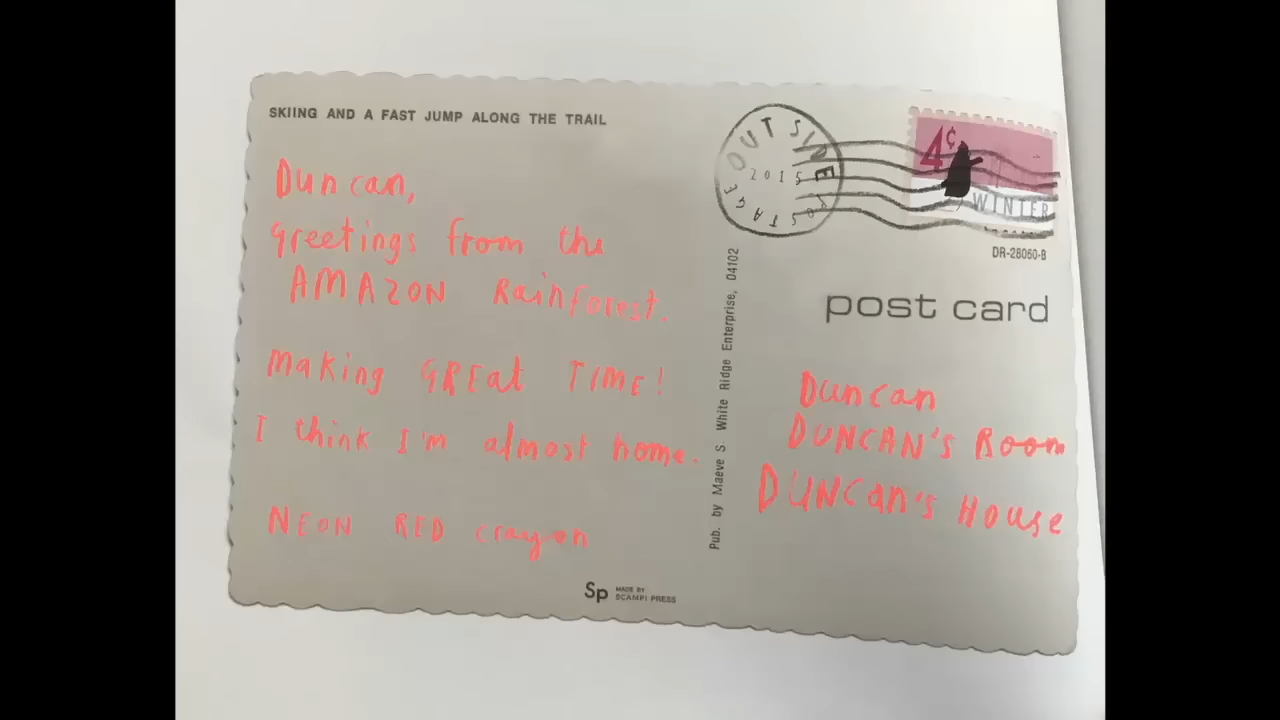 SKIING AND A FAST JUMP ALONG THE TRAIL
Duncan,
greetings from the
AMAZON Rainforest.
Making GREat TIME!
I think I'm almost home.
NEON RED crayon
Sp MADE BY
SCAMPI PRESS
Pub. by Maeve S. White Ridge Enterprise, 04102
OUTSIDE POSTAGE
2015
4¢
WINTER
DR-28060-B
post card
Duncan
DUNCAN'S Room
DUNCan's House